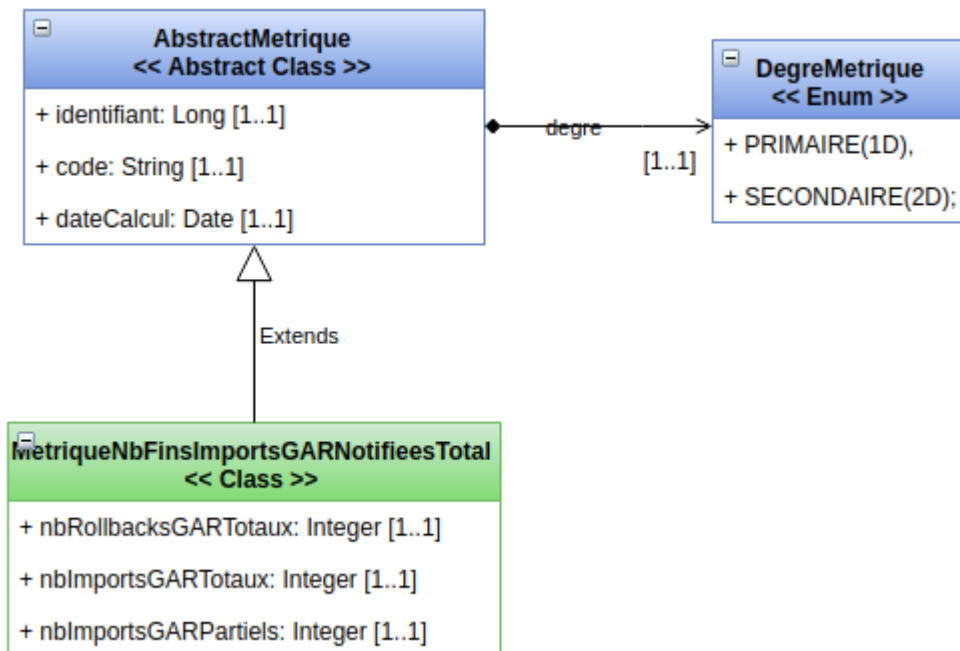 AbstractMetrique
<< Abstract Class >>
+ identifiant: Long [1..1]
+ code: String [1..1]
+ dateCalcul: Date [1..1]
degre
[1..1]
DegreMetrique
<< Enum >>
+ PRIMAIRE(1D),
+ SECONDAIRE(2D);
Extends
MetriqueNbFinsImportsGARNotifieesTotal
<< Class >>
+ nbRollbacksGARTotaux: Integer [1..1]
+ nbImportsGARTotaux: Integer [1..1]
+ nbImportsGARPartiels: Integer [1..1]